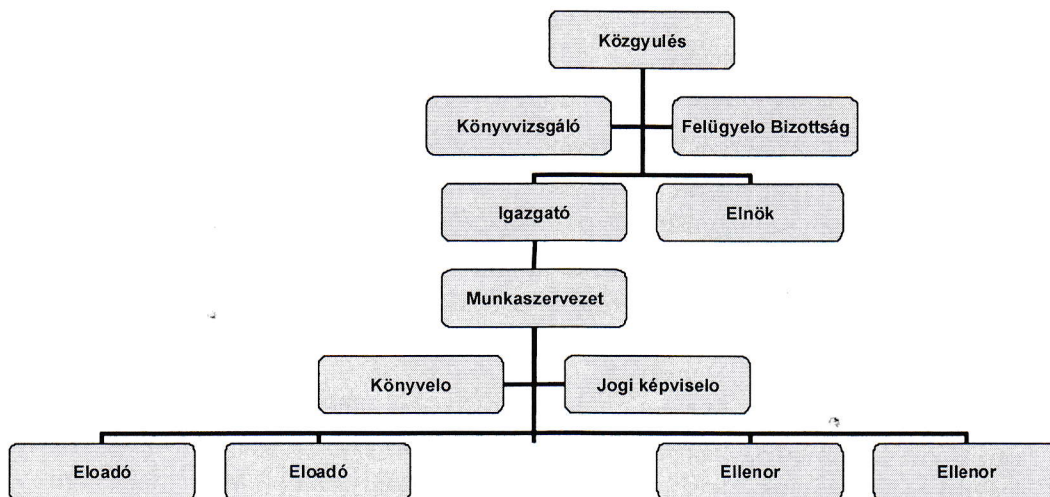 Közgyulés
Könyvvizsgáló
Felügyelo Bizottság
Igazgató
Elnök
Munkaszervezet
Könyvelo
Jogi képviselo
Eloadó
Eloadó
Ellenor
Ellenor